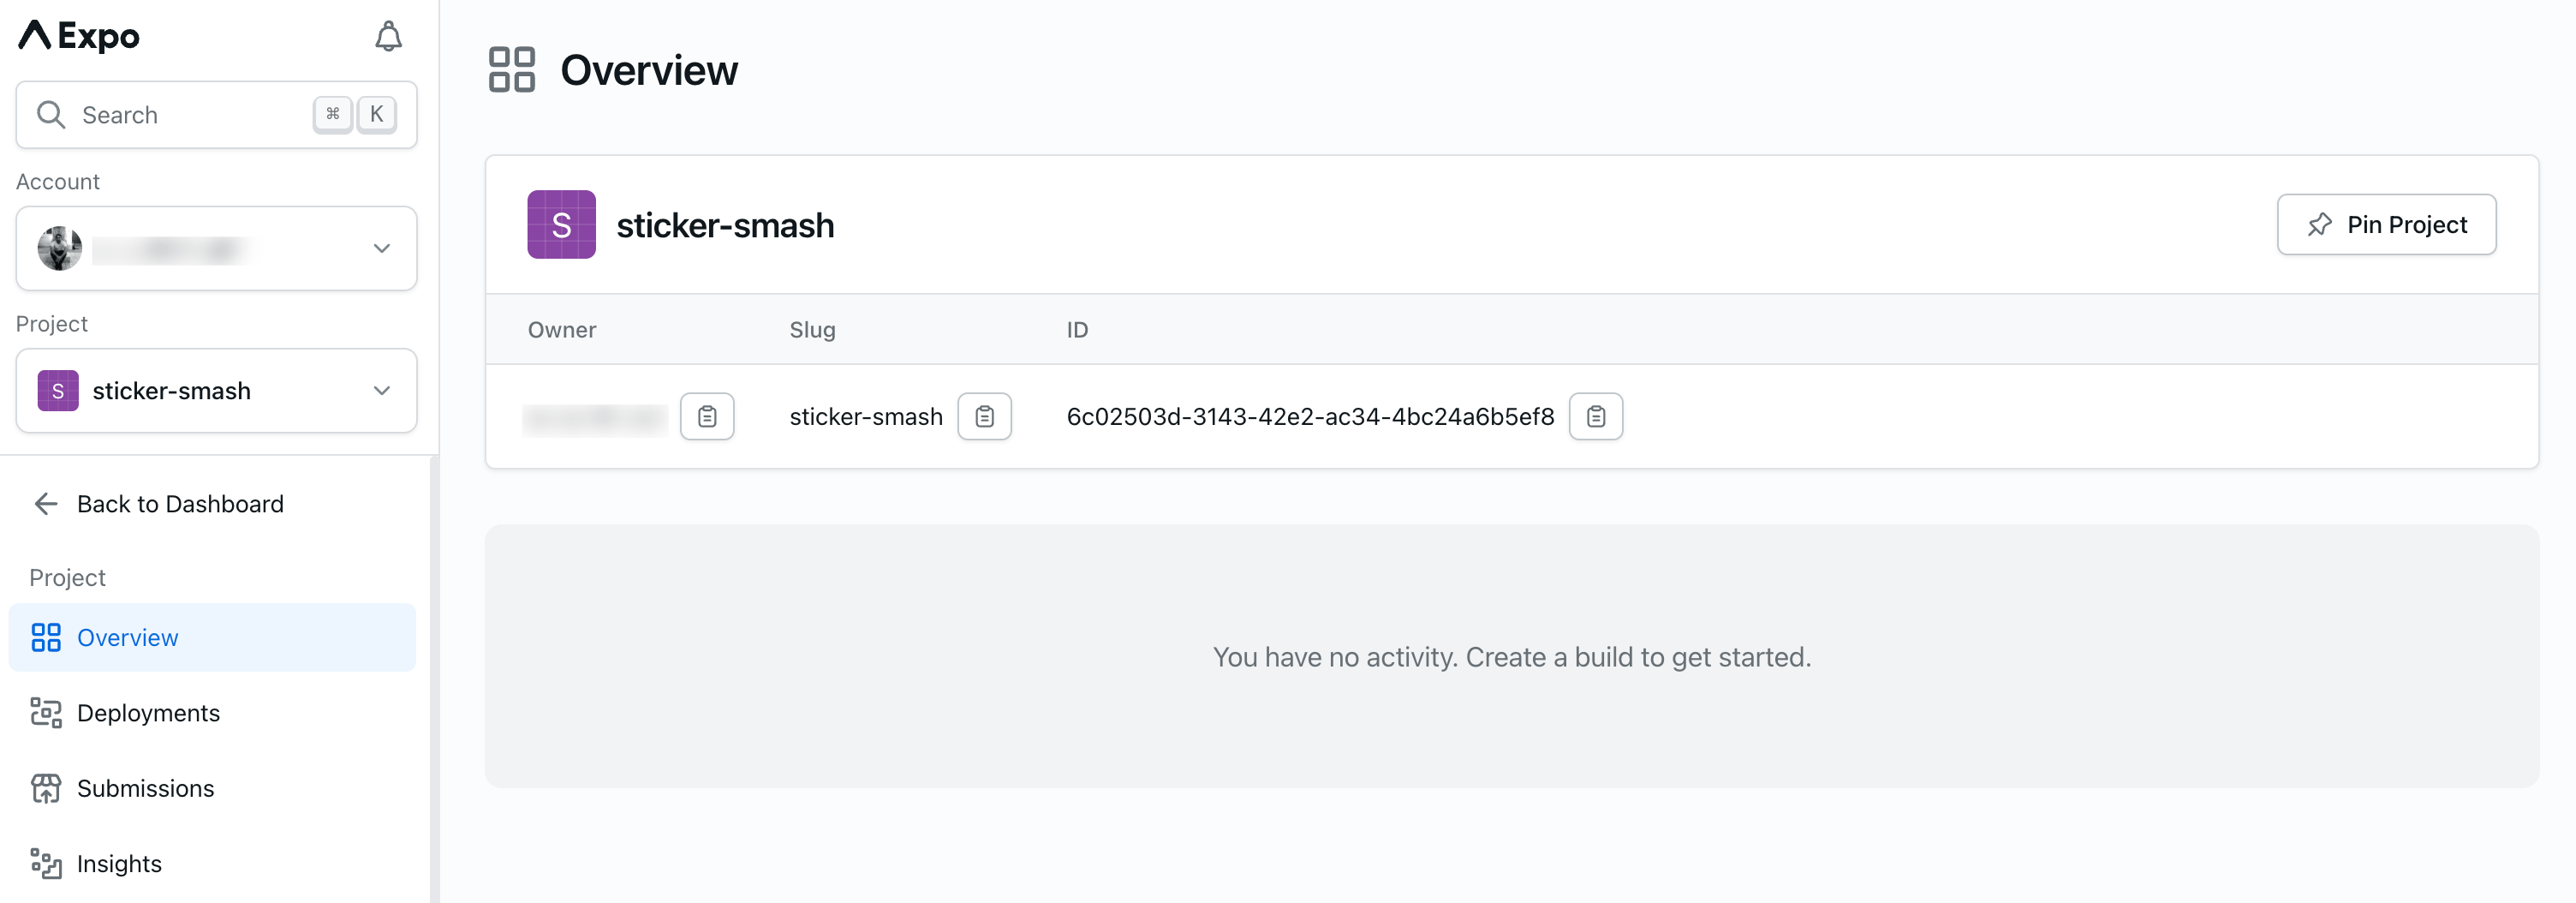 Expo
Search ⌘ K
Account
Project
S sticker-smash
Back to Dashboard
Project
Overview
Deployments
Submissions
Insights
Overview
S sticker-smash
Pin Project
Owner Slug ID
sticker-smash 6c02503d-3143-42e2-ac34-4bc24a6b5ef8
You have no activity. Create a build to get started.